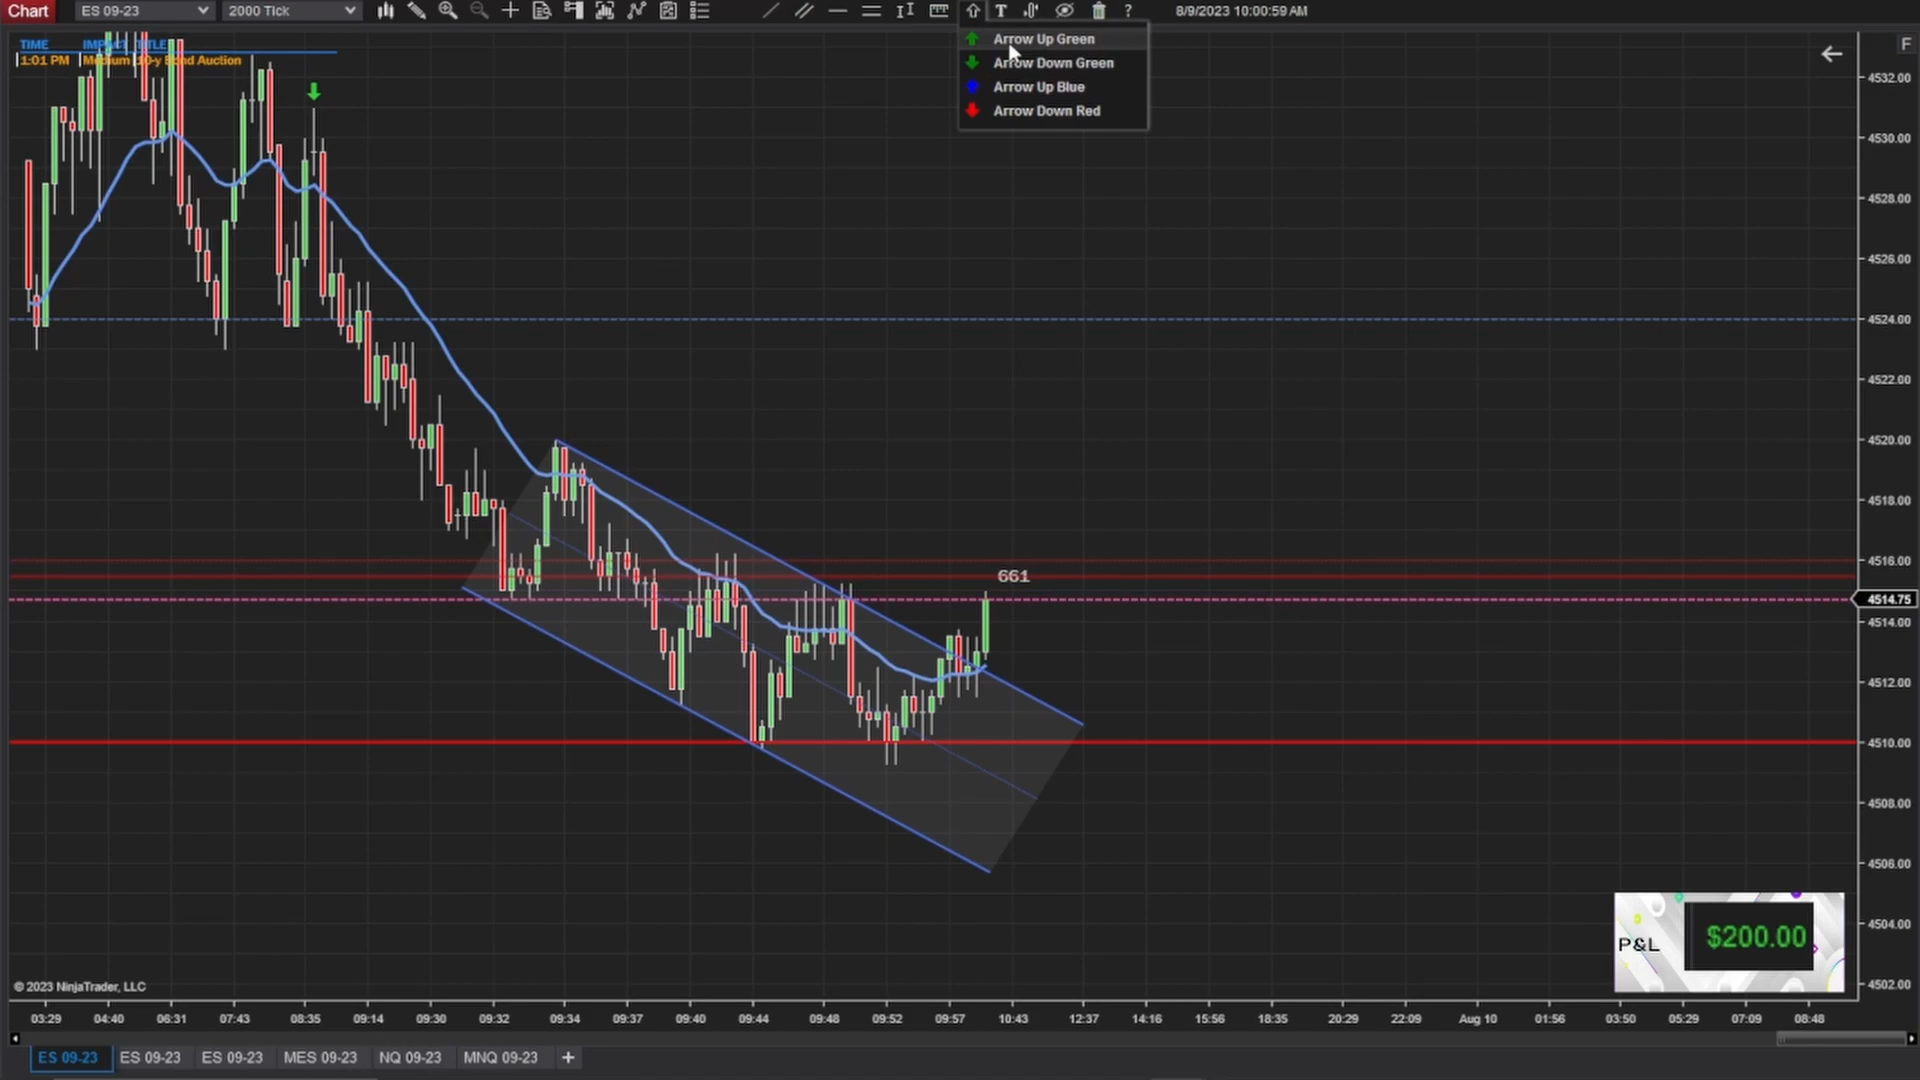 Chart ES 09-23 2000 Tick T ? 8/9/2023 10:00:59 AM
F
TIME IMPACT TITLE
1:01 PM Medium 10-y Bond Auction
Arrow Up Green
Arrow Down Green
Arrow Up Blue
Arrow Down Red
4532.00
4530.00
4528.00
4526.00
4524.00
4522.00
4520.00
4518.00
4516.00
661
4514.75
4514.00
4512.00
4510.00
4508.00
4506.00
4504.00
4502.00
P&L $200.00
© 2023 NinjaTrader, LLC
03:29 04:40 06:31 07:43 08:35 09:14 09:30 09:32 09:34 09:37 09:40 09:44 09:48 09:52 09:57 10:43 12:37 14:16 15:56 18:35 20:29 22:09 Aug 10 01:56 03:50 05:29 07:09 08:48
ES 09-23 ES 09-23 ES 09-23 MES 09-23 NQ 09-23 MNQ 09-23 +